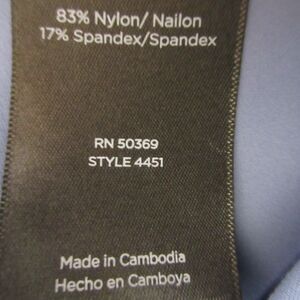 83% Nylon/ Nailon
17% Spandex/Spandex
RN 50369
STYLE 4451
Made in Cambodia
Hecho en Camboya